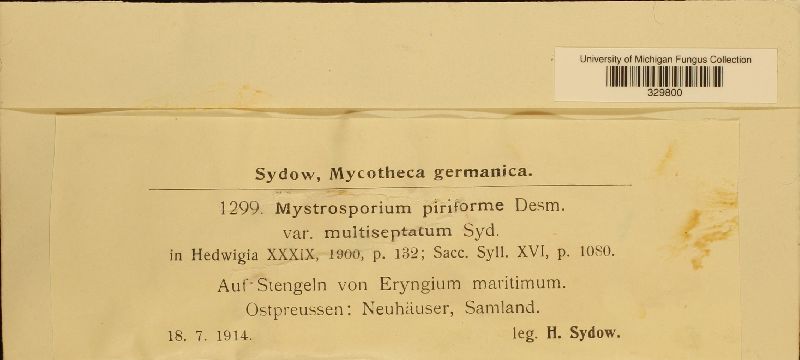 University of Michigan Fungus Collection
329800
Sydow, Mycotheca germanica.
1299. Mystrosporium piriforme Desm.
var. multiseptatum Syd.
in Hedwigia XXXIX, 1900, p. 132; Sacc. Syll. XVI, p. 1080.
Auf Stengeln von Eryngium maritimum.
Ostpreussen: Neuhäuser, Samland.
18. 7. 1914. leg. H. Sydow.